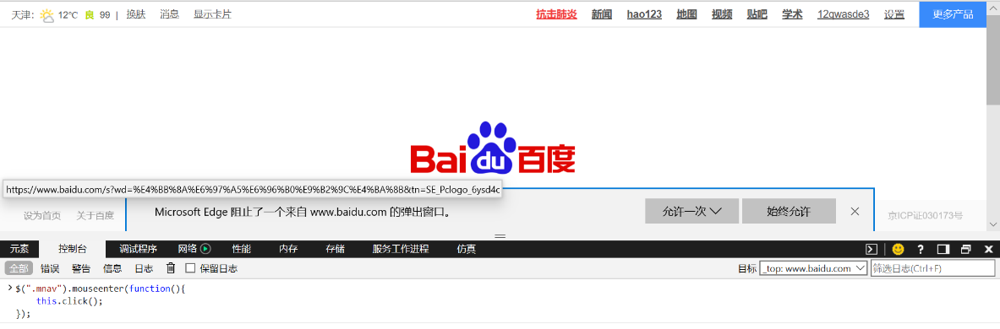 天津: 12℃ 良 99 | 换肤 消息 显示卡片 抗击肺炎 新闻 hao123 地图 视频 贴吧 学术 12qwasde3 设置 更多产品
Baidu百度
https://www.baidu.com/s?wd=%E4%BB%8A%E6%97%A5%E6%96%B0%E9%B2%9C%E4%BA%8B&tn=SE_Pclogo_6ysd4c
设为首页 关于百度 Microsoft Edge 阻止了一个来自 www.baidu.com 的弹出窗口。 允许一次 始终允许 京ICP证030173号
元素 控制台 调试程序 网络 性能 内存 存储 服务工作进程 仿真
全部 错误 警告 信息 日志 保留日志 目标 _top: www.baidu.com 筛选日志(Ctrl+F)
$(".mnav").mouseenter(function(){
this.click();
});